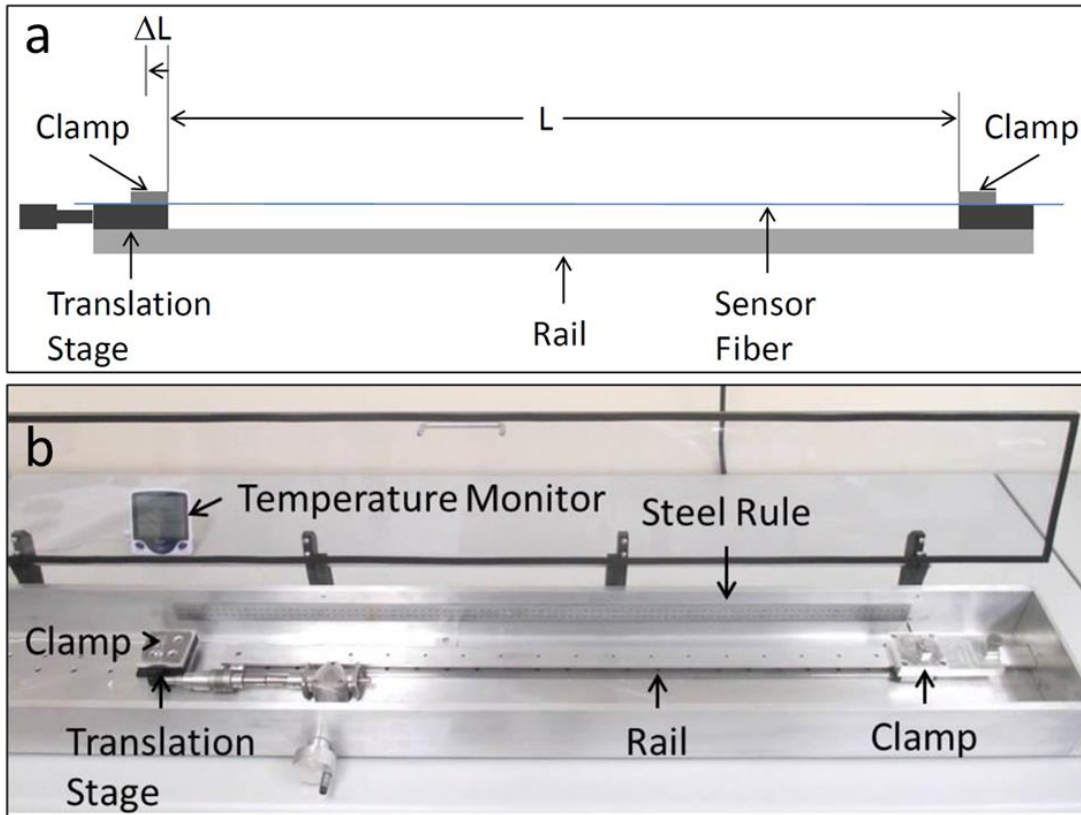 a
ΔL
Clamp
L
Clamp
Translation
Stage
Rail
Sensor
Fiber
b
Temperature Monitor
Steel Rule
Clamp
Translation
Stage
Rail
Clamp